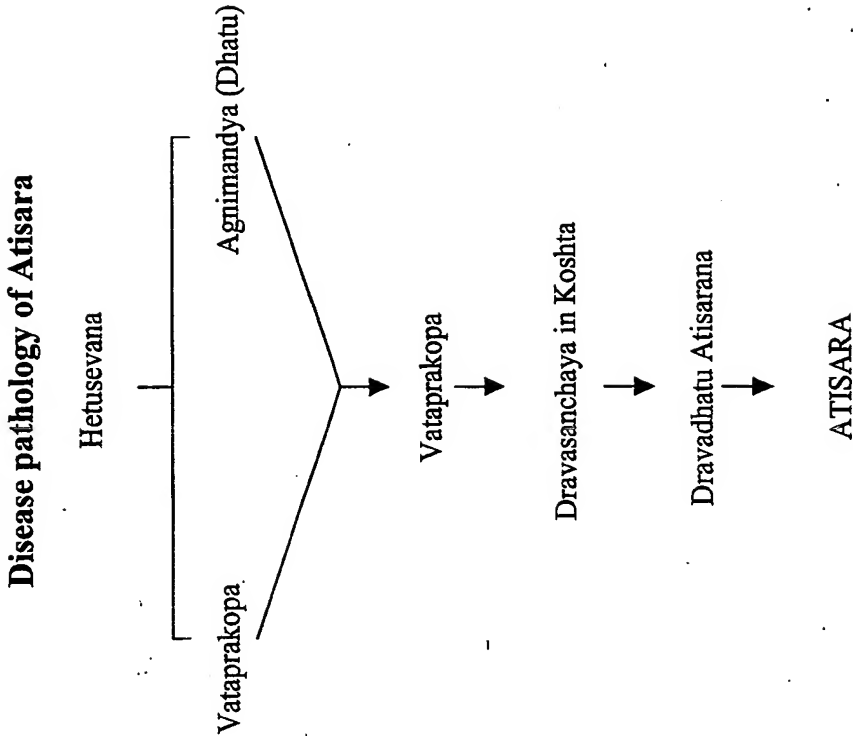 Disease pathology of Atisara
Hetusevana
Vataprakopa
Agnimandya (Dhatu)
Vataprakopa
Dravasanchaya in Koshta
Dravadhatu Atisarana
ATISARA